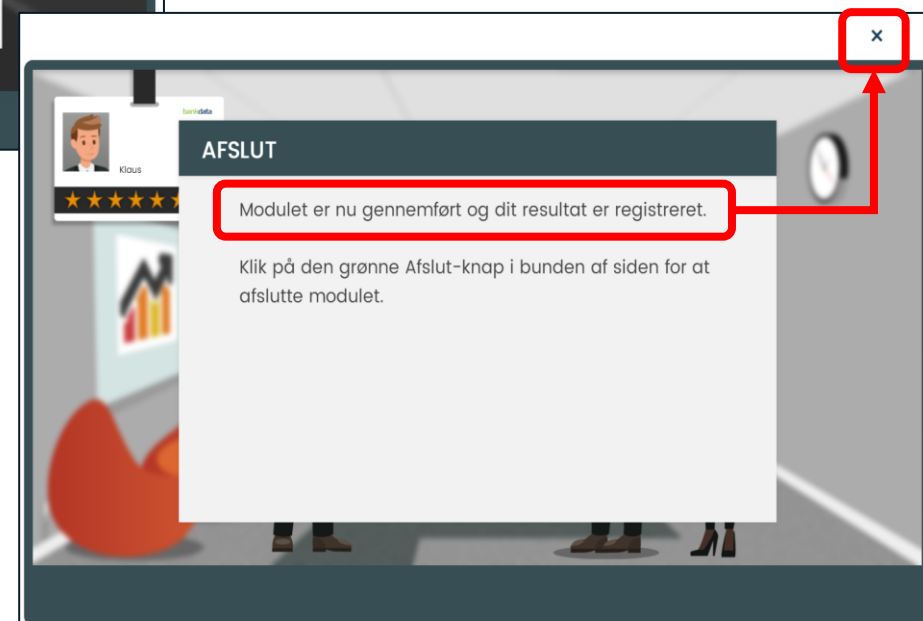 ×
bankdata
Klaus
AFSLUT
Modulet er nu gennemført og dit resultat er registreret.
Klik på den grønne Afslut-knap i bunden af siden for at
afslutte modulet.